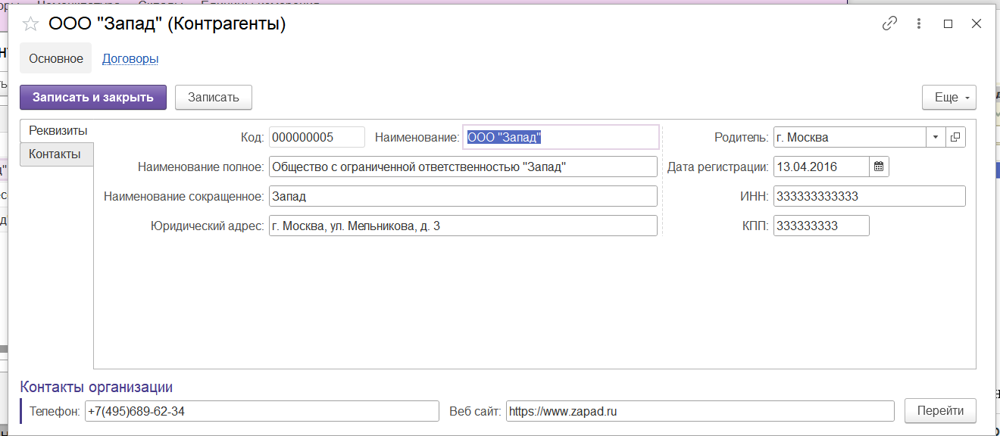 ООО "Запад" (Контрагенты)
Основное Договоры
Записать и закрыть Записать Еще
Реквизиты
Контакты
Код: 000000005 Наименование: ООО "Запад" Родитель: г. Москва
Наименование полное: Общество с ограниченной ответственностью "Запад" Дата регистрации: 13.04.2016
Наименование сокращенное: Запад ИНН: 333333333333
Юридический адрес: г. Москва, ул. Мельникова, д. 3 КПП: 333333333
Контакты организации
Телефон: +7(495)689-62-34 Веб сайт: https://www.zapad.ru Перейти